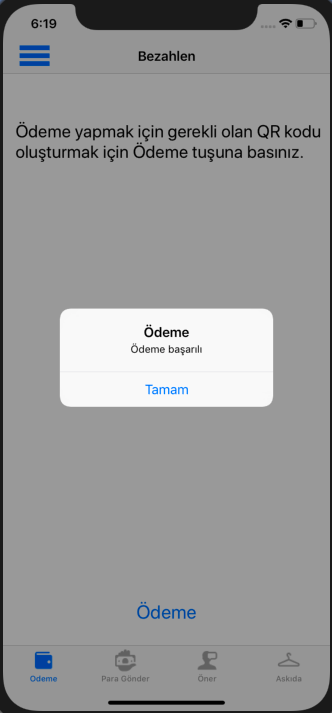 6:19
Bezahlen
Ödeme yapmak için gerekli olan QR kodu
oluşturmak için Ödeme tuşuna basınız.
Ödeme
Ödeme başarılı
Tamam
Ödeme
Ödeme
Para Gönder
Öner
Askıda